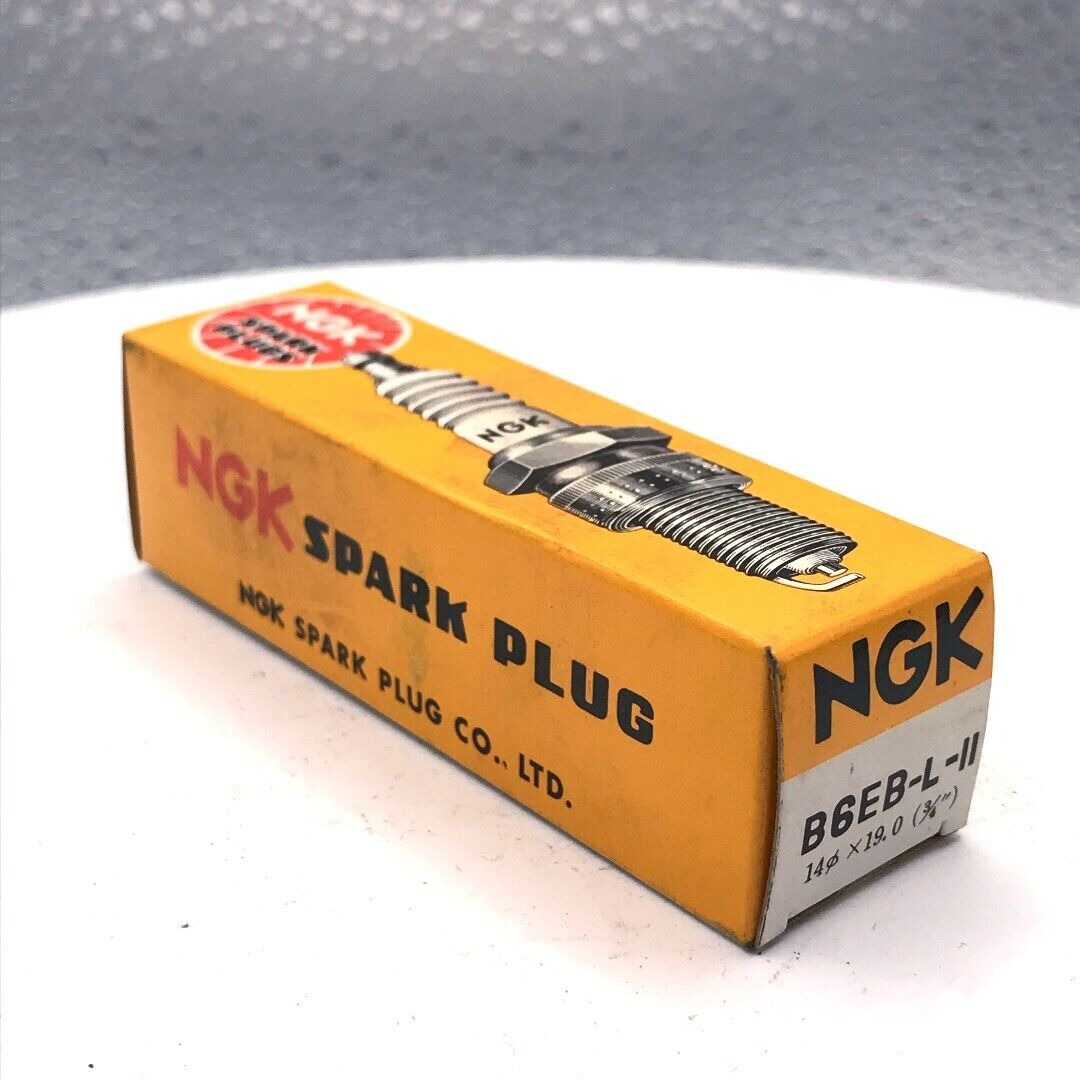 NGK
SPARK
PLUGS
NGK
NGK SPARK PLUG
NGK SPARK PLUG CO., LTD.
NGK
B6EB-L-11
14ϕ ×19.0 (¾")